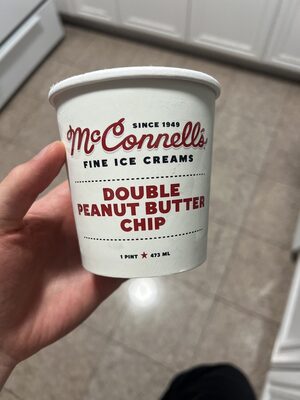 SINCE 1949
McConnell's
FINE ICE CREAMS
DOUBLE
PEANUT BUTTER
CHIP
1 PINT ★ 473 ML